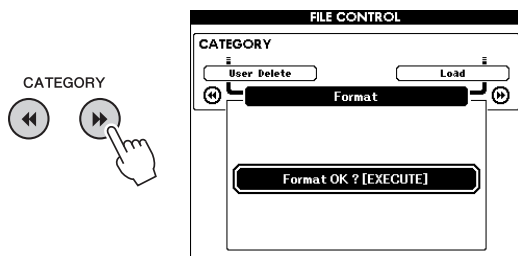 FILE CONTROL
CATEGORY
User Delete
Load
Format
CATEGORY
Format OK ? [EXECUTE]